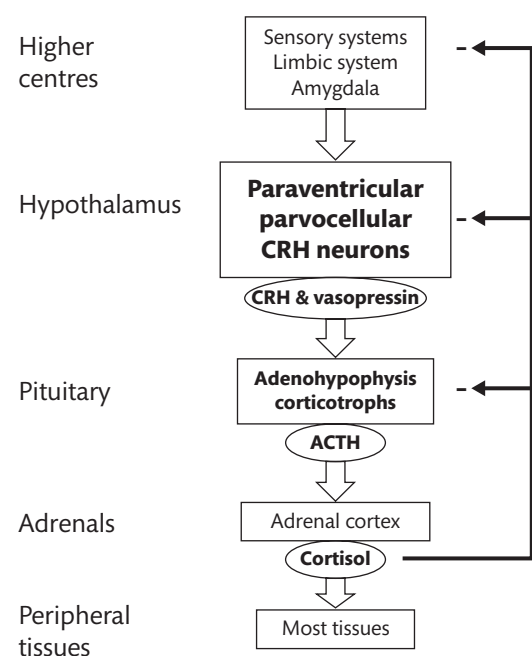 Higher
centres
Sensory systems
Limbic system
Amygdala
-
Hypothalamus
Paraventricular
parvocellular
CRH neurons
-
CRH & vasopressin
Pituitary
Adenohypophysis
corticotrophs
-
ACTH
Adrenals
Adrenal cortex
Cortisol
Peripheral
tissues
Most tissues